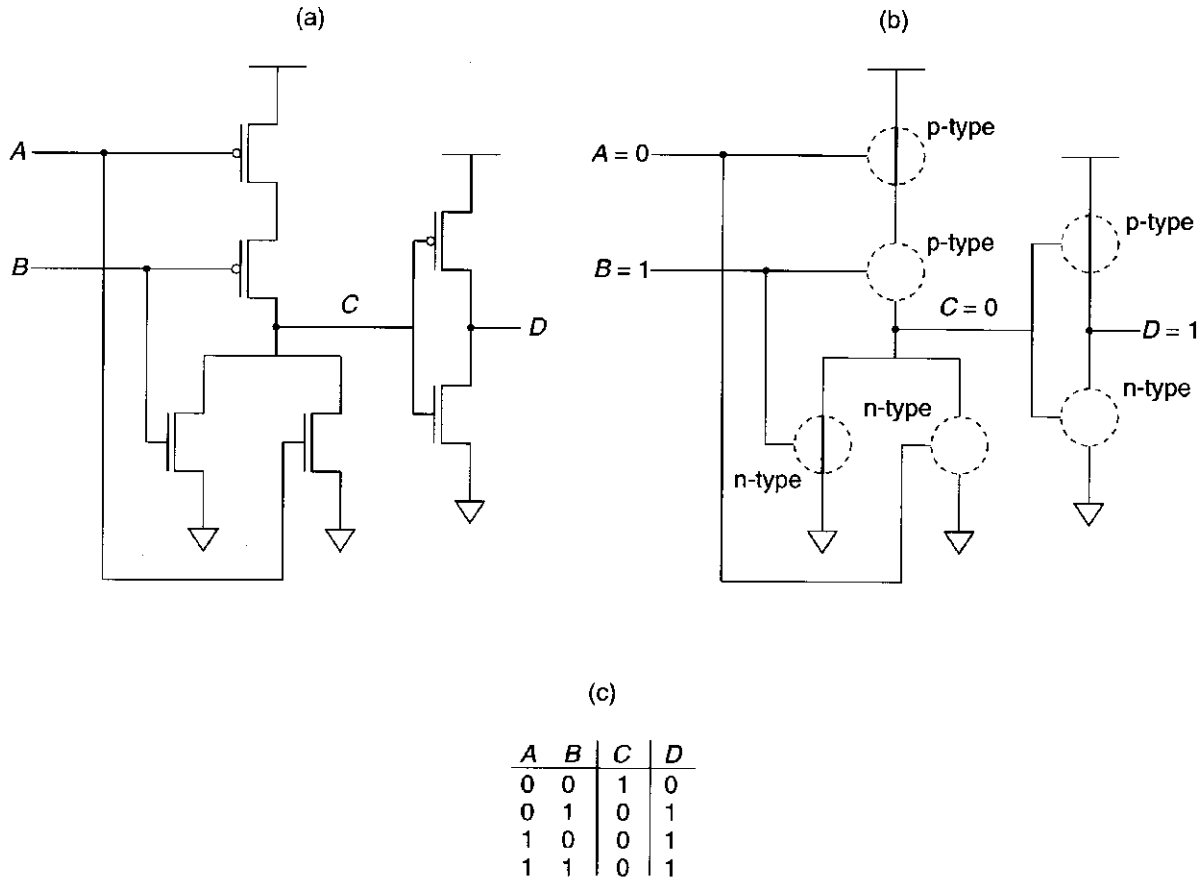 (a)
A
B
C
D
(b)
p-type
A = 0
p-type
p-type
B = 1
C = 0
D = 1
n-type
n-type
n-type
(c)
A B C D
0 0 1 0
0 1 0 1
1 0 0 1
1 1 0 1